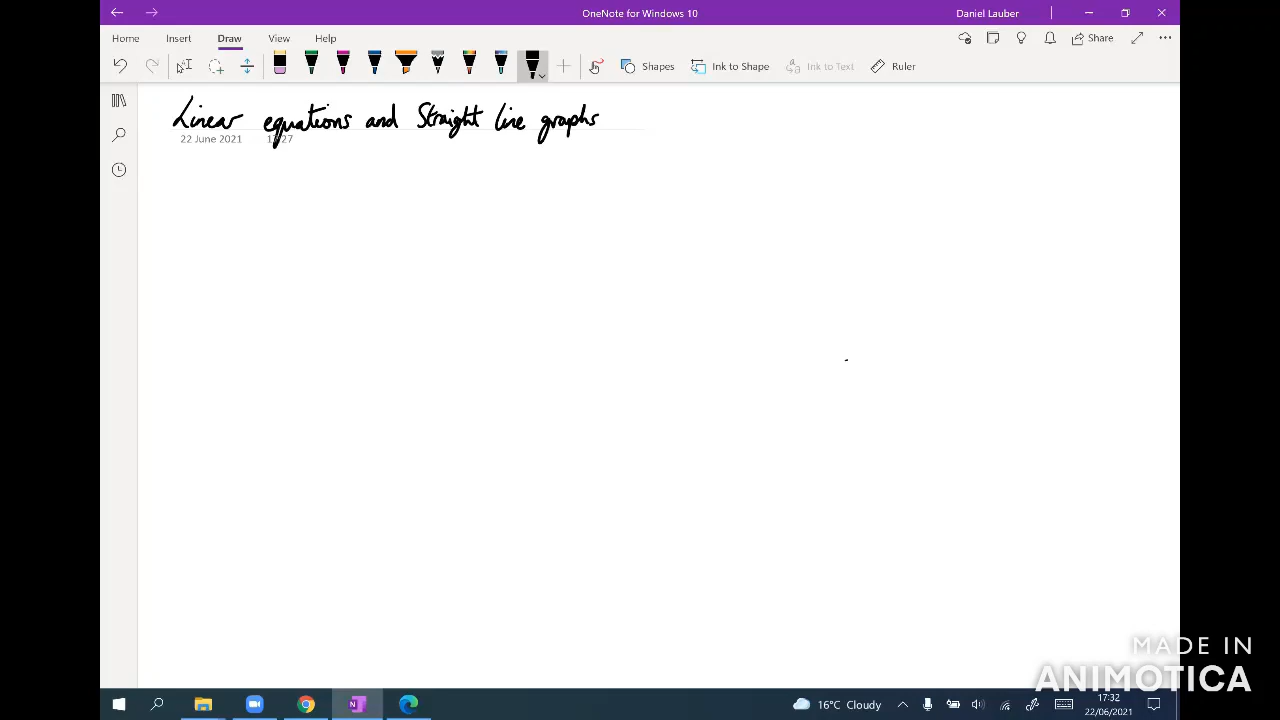 OneNote for Windows 10
Daniel Lauber
Home Insert Draw View Help
Share
Shapes Ink to Shape Ink to Text Ruler
Linear equations and Straight line graphs
22 June 2021
MADE IN
ANIMOTICA
16°C Cloudy
17:32
22/06/2021